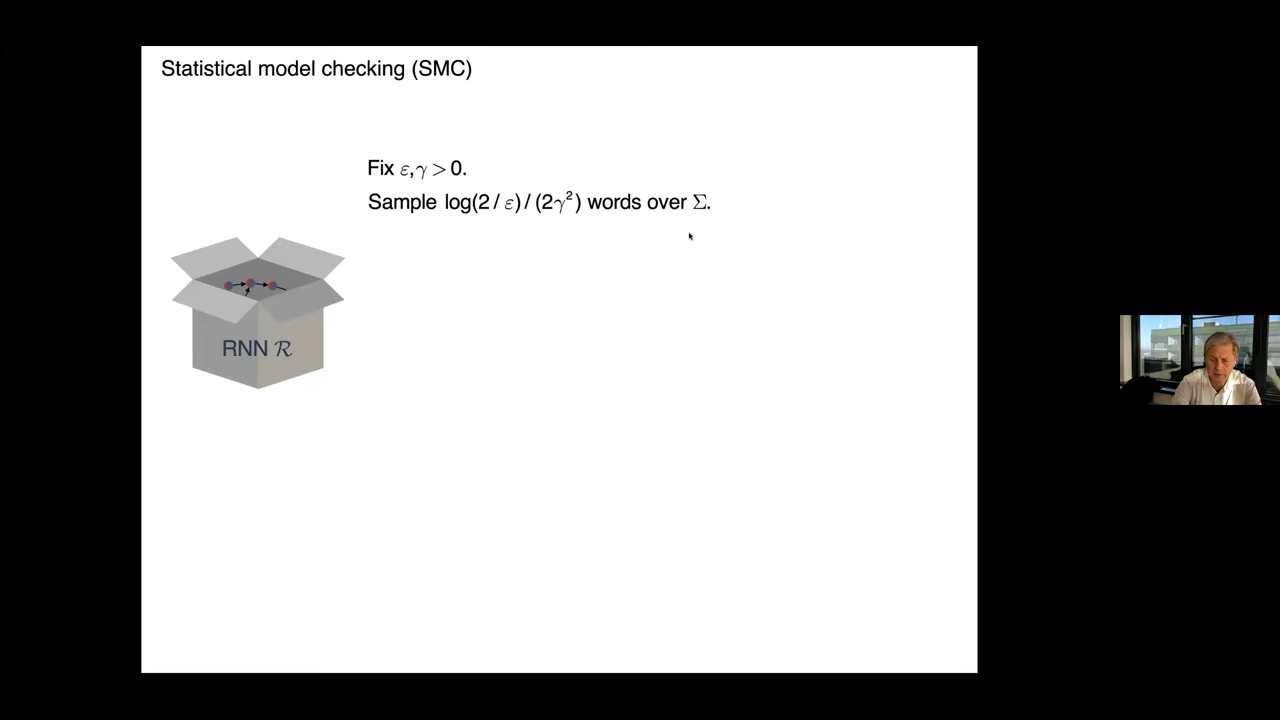 Statistical model checking (SMC)
Fix ε,γ > 0.
Sample log(2 / ε) / (2γ²) words over Σ.
RNN ℛ